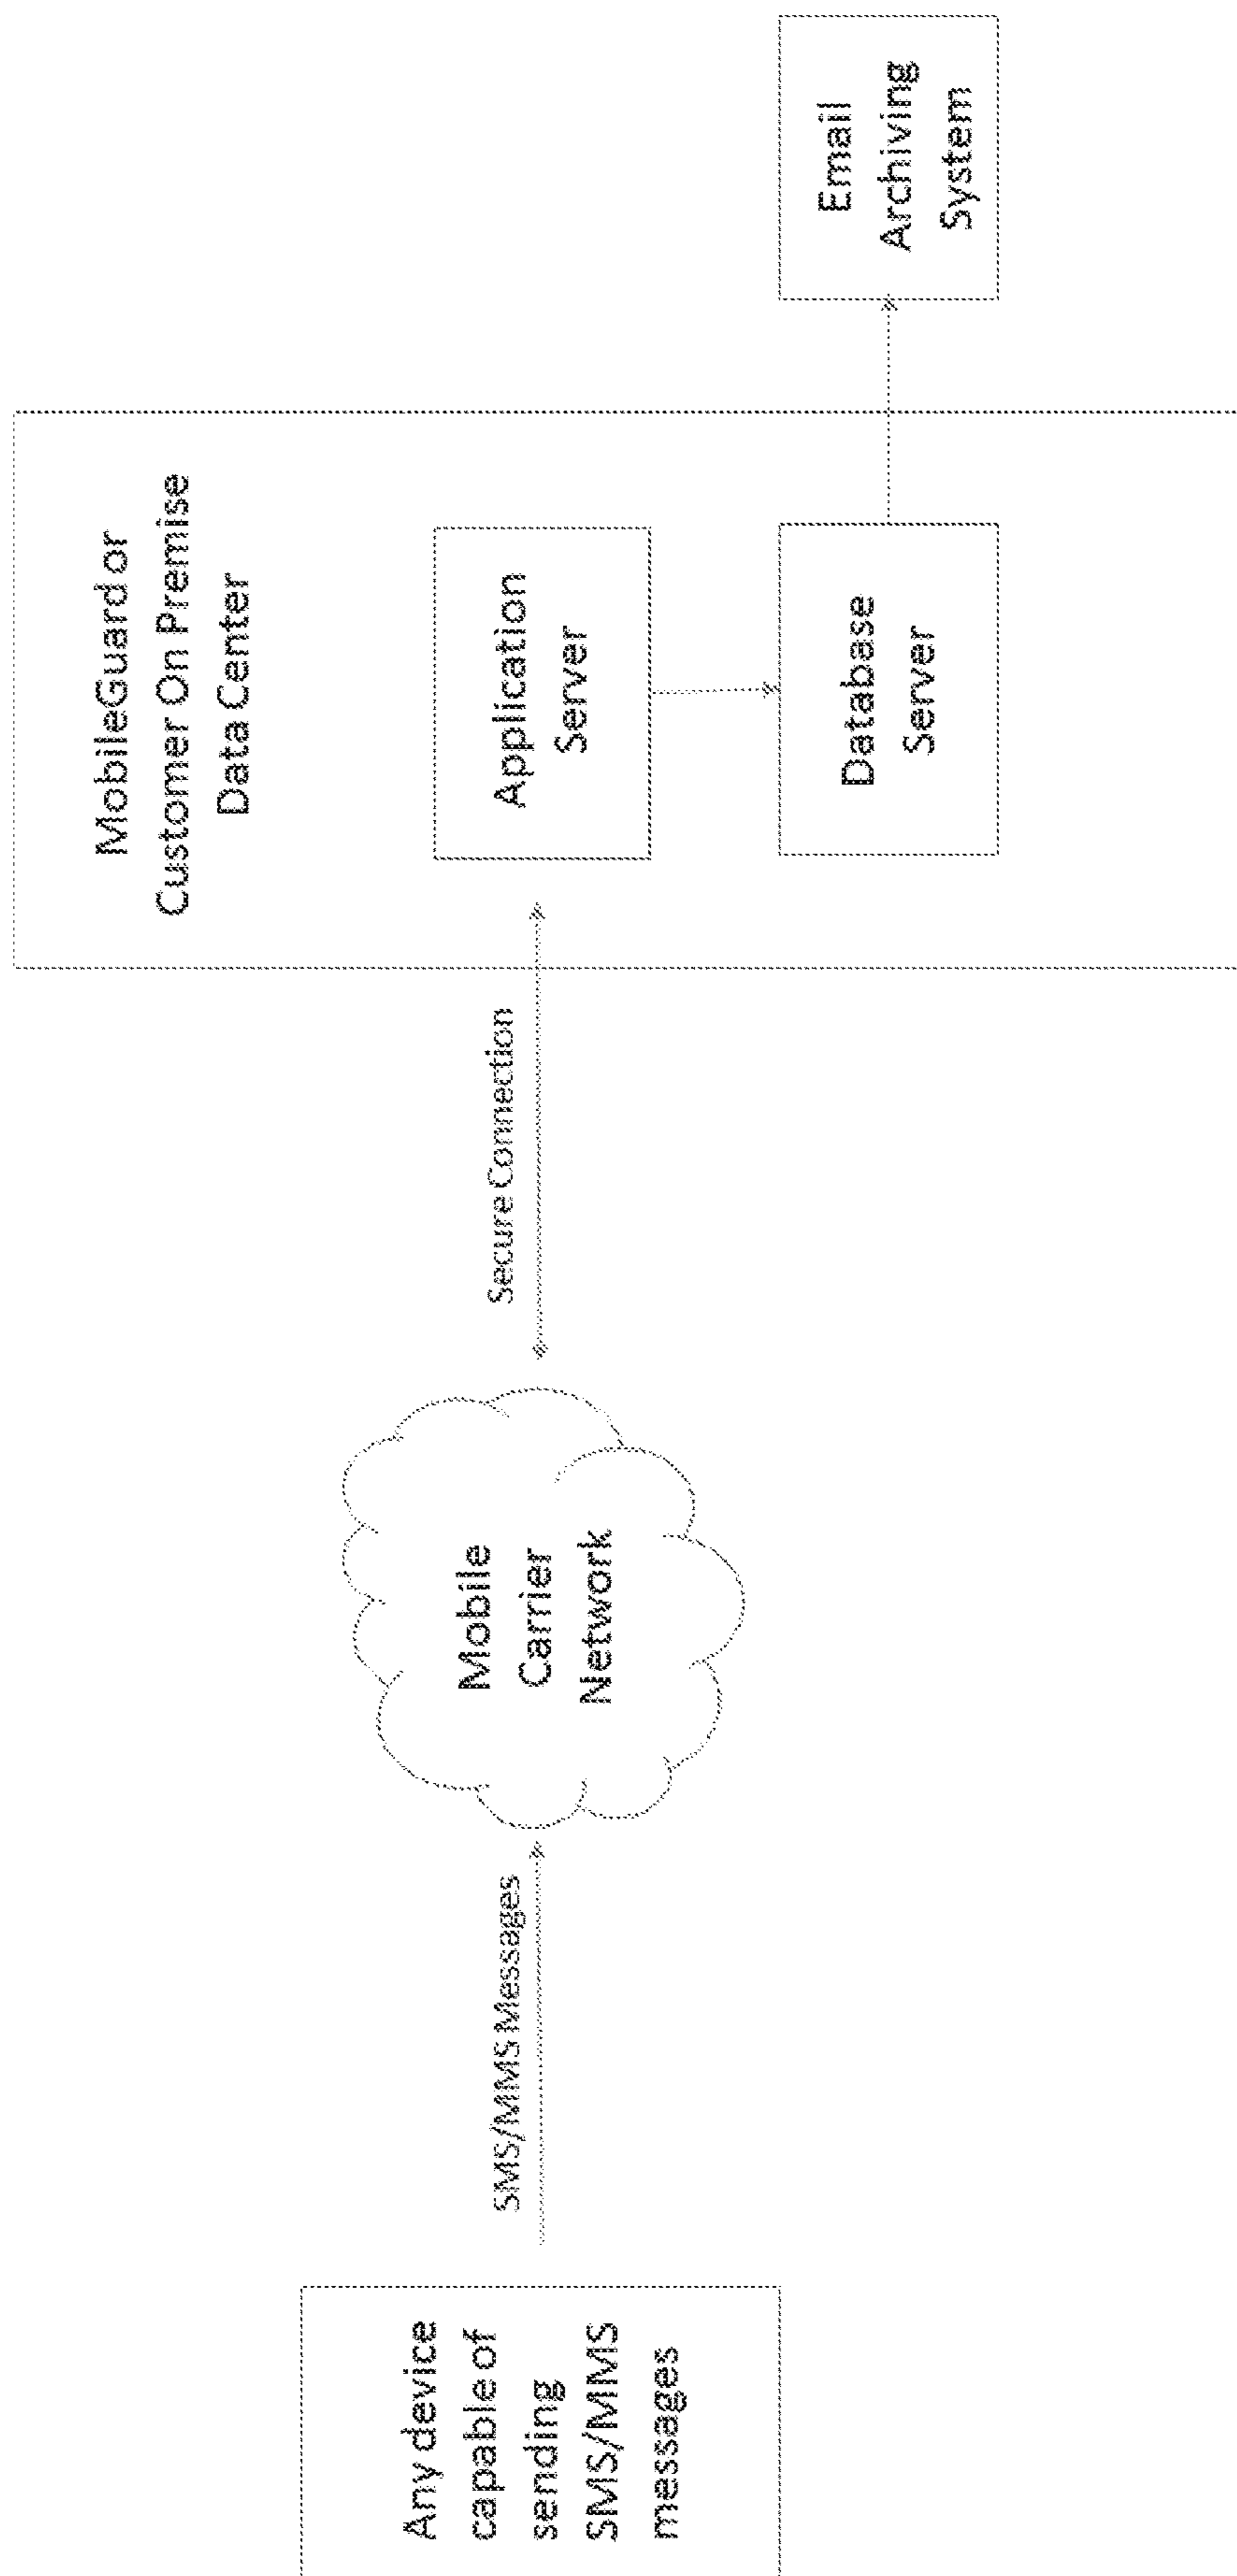 Any device
capable of
sending
SMS/MMS
messages
SMS/MMS Messages
Mobile
Carrier
Network
Secure Connection
MobileGuard or
Customer On Premise
Data Center
Application
Server
Database
Server
Email
Archiving
System